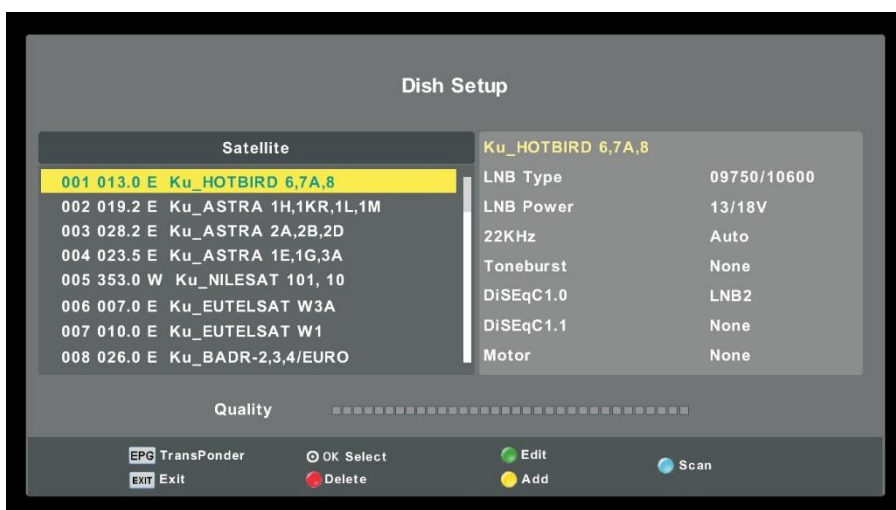 Dish Setup
Satellite
001 013.0 E Ku_HOTBIRD 6,7A,8
002 019.2 E Ku_ASTRA 1H,1KR,1L,1M
003 028.2 E Ku_ASTRA 2A,2B,2D
004 023.5 E Ku_ASTRA 1E,1G,3A
005 353.0 W Ku_NILESAT 101, 10
006 007.0 E Ku_EUTELSAT W3A
007 010.0 E Ku_EUTELSAT W1
008 026.0 E Ku_BADR-2,3,4/EURO
Ku_HOTBIRD 6,7A,8
LNB Type 09750/10600
LNB Power 13/18V
22KHz Auto
Toneburst None
DiSEqC1.0 LNB2
DiSEqC1.1 None
Motor None
Quality
EPG TransPonder OK Select Edit Scan
EXIT Exit Delete Add